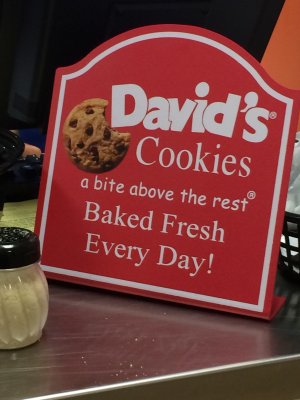 David's®
Cookies
a bite above the rest®
Baked Fresh
Every Day!